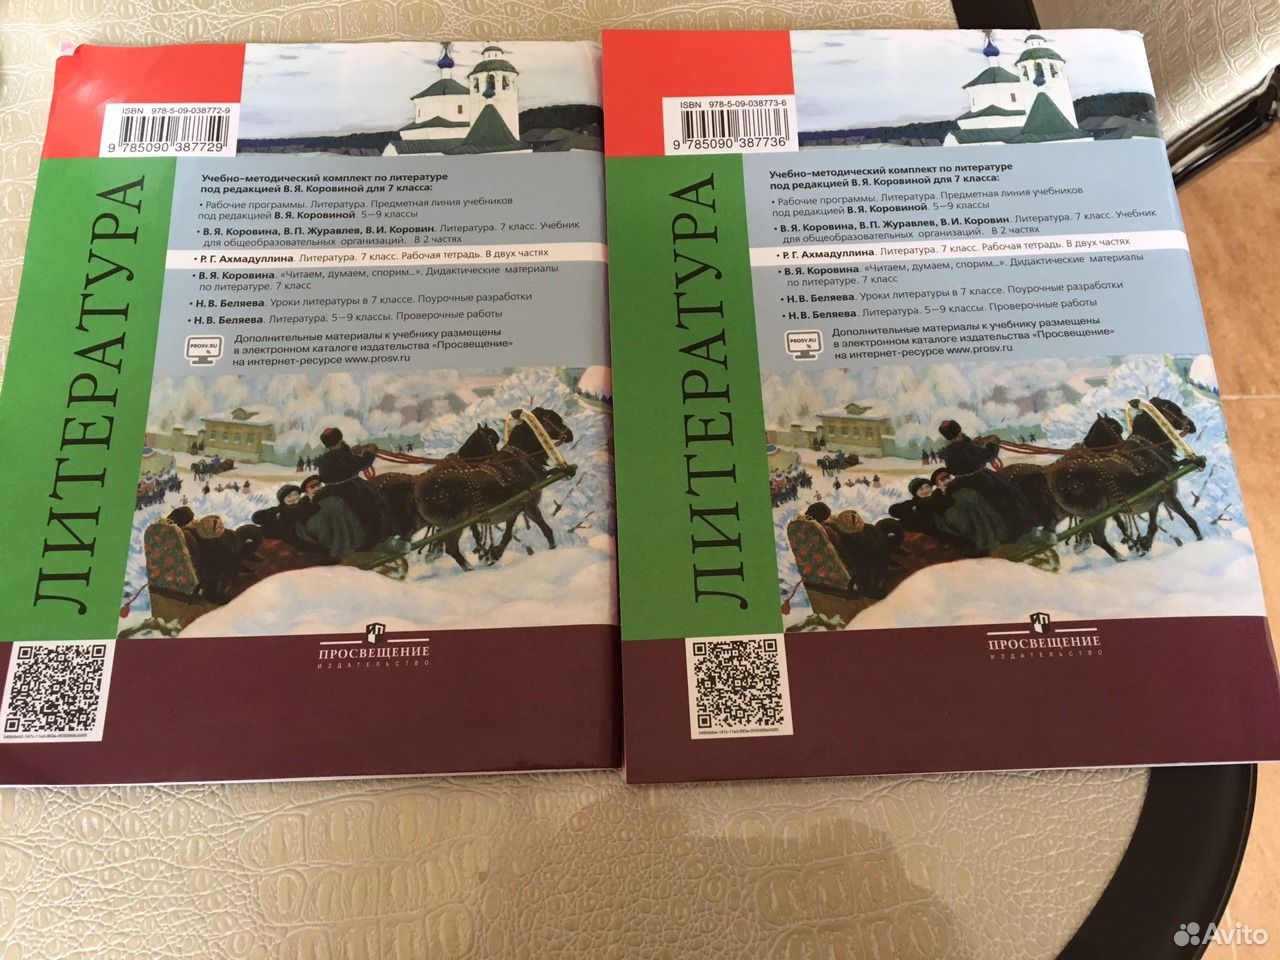 ISBN 978-5-09-038772-9
9 785090 387729
ЛИТЕРАТУРА
Учебно-методический комплект по литературе
под редакцией В.Я. Коровиной для 7 класса:
• Рабочие программы. Литература. Предметная линия учебников
под редакцией В.Я. Коровиной. 5—9 классы
• В.Я. Коровина, В.П. Журавлев, В.И. Коровин. Литература. 7 класс. Учебник
для общеобразовательных организаций. В 2 частях
• Р. Г. Ахмадуллина. Литература. 7 класс. Рабочая тетрадь. В двух частях
• В. Я. Коровина. «Читаем, думаем, спорим...». Дидактические материалы
по литературе. 7 класс
• Н. В. Беляева. Уроки литературы в 7 классе. Поурочные разработки
• Н. В. Беляева. Литература. 5—9 классы. Проверочные работы
PROSV.RU
Дополнительные материалы к учебнику размещены
в электронном каталоге издательства «Просвещение»
на интернет-ресурсе www.prosv.ru
ПРОСВЕЩЕНИЕ
ИЗДАТЕЛЬСТВО
ISBN 978-5-09-038773-6
9 785090 387736
ЛИТЕРАТУРА
Учебно-методический комплект по литературе
под редакцией В.Я. Коровиной для 7 класса:
• Рабочие программы. Литература. Предметная линия учебников
под редакцией В.Я. Коровиной. 5—9 классы
• В.Я. Коровина, В.П. Журавлев, В.И. Коровин. Литература. 7 класс. Учебник
для общеобразовательных организаций. В 2 частях
• Р. Г. Ахмадуллина. Литература. 7 класс. Рабочая тетрадь. В двух частях
• В. Я. Коровина. «Читаем, думаем, спорим...». Дидактические материалы
по литературе. 7 класс
• Н. В. Беляева. Уроки литературы в 7 классе. Поурочные разработки
• Н. В. Беляева. Литература. 5—9 классы. Проверочные работы
PROSV.RU
Дополнительные материалы к учебнику размещены
в электронном каталоге издательства «Просвещение»
на интернет-ресурсе www.prosv.ru
ПРОСВЕЩЕНИЕ
ИЗДАТЕЛЬСТВО
Avito